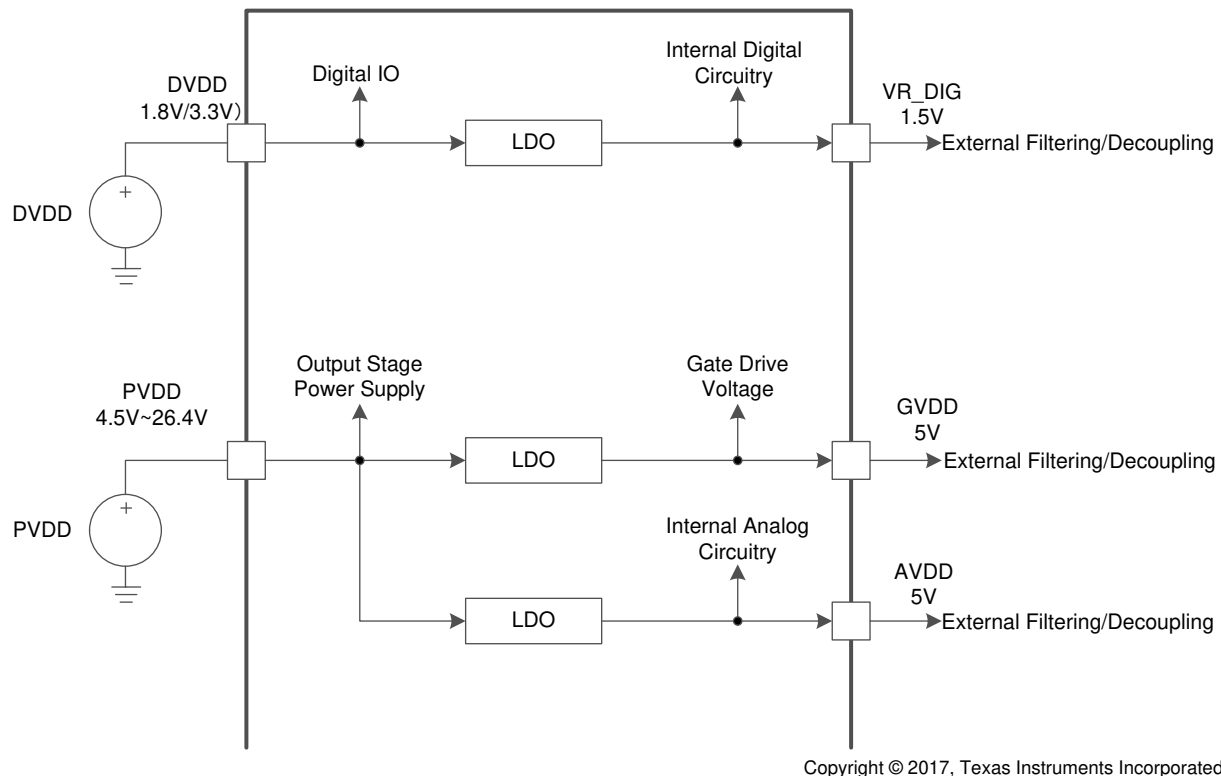 DVDD
1.8V/3.3V)
Digital IO
Internal Digital
Circuitry
VR_DIG
1.5V
LDO
External Filtering/Decoupling
+
DVDD
Output Stage
Power Supply
Gate Drive
Voltage
PVDD
4.5V~26.4V
GVDD
5V
LDO
External Filtering/Decoupling
+
PVDD
Internal Analog
Circuitry
AVDD
5V
LDO
External Filtering/Decoupling
Copyright © 2017, Texas Instruments Incorporated